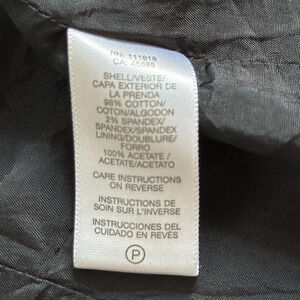 RN: 111818
CA: 45636
SHELL/VESTE/
CAPA EXTERIOR DE
LA PRENDA
98% COTTON/
COTON/ALGODON
2% SPANDEX/
SPANDEX/SPANDEX
LINING/DOUBLURE/
FORRO
100% ACETATE /
ACETATE/ACETATO
CARE INSTRUCTIONS
ON REVERSE
INSTRUCTIONS DE
SOIN SUR L'INVERSE
INSTRUCCIONES DEL
CUIDADO EN REVÉS
P